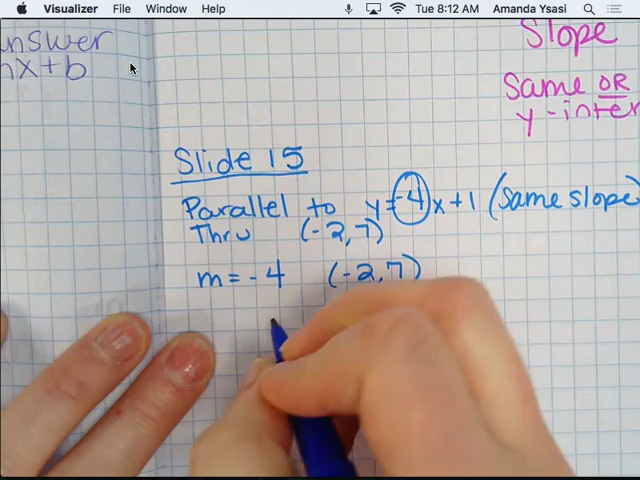 Visualizer File Window Help Tue 8:12 AM Amanda Ysasi
nswer
x+b
Slope
Same OR
y-inter
Slide 15
Parallel to y=-4x+1 (same slope)
Thru (-2,7)
m=-4 (-2,7)